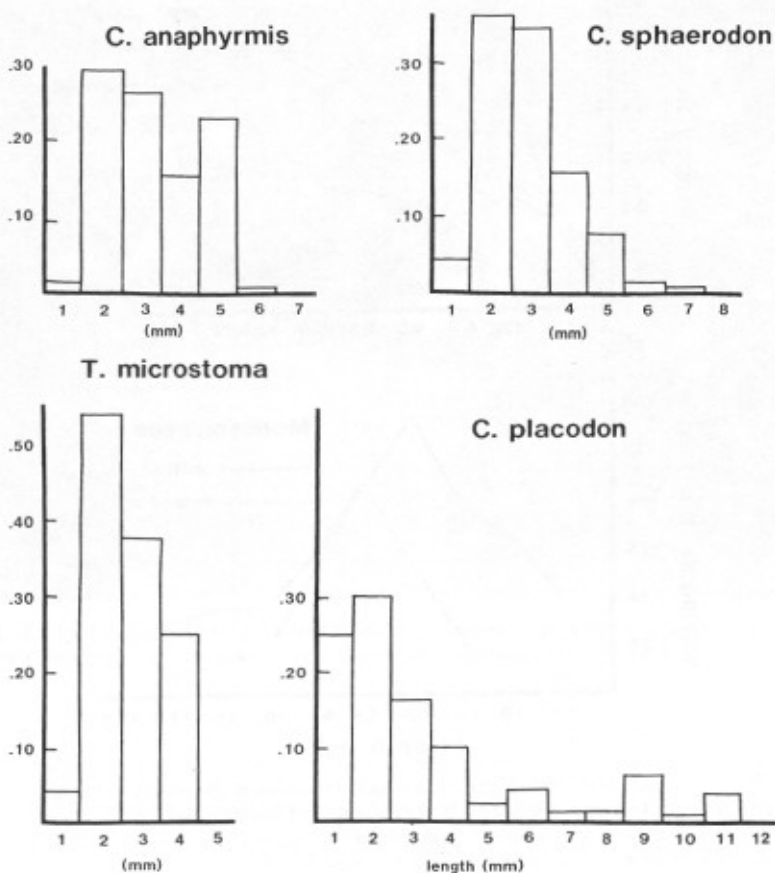 C. anaphyrmis
.30
.20
.10
1 2 3 4 5 6 7
(mm)
C. sphaerodon
.30
.20
.10
1 2 3 4 5 6 7 8
(mm)
T. microstoma
.50
.40
.30
.20
.10
1 2 3 4 5
(mm)
C. placodon
.30
.20
.10
1 2 3 4 5 6 7 8 9 10 11 12
length (mm)